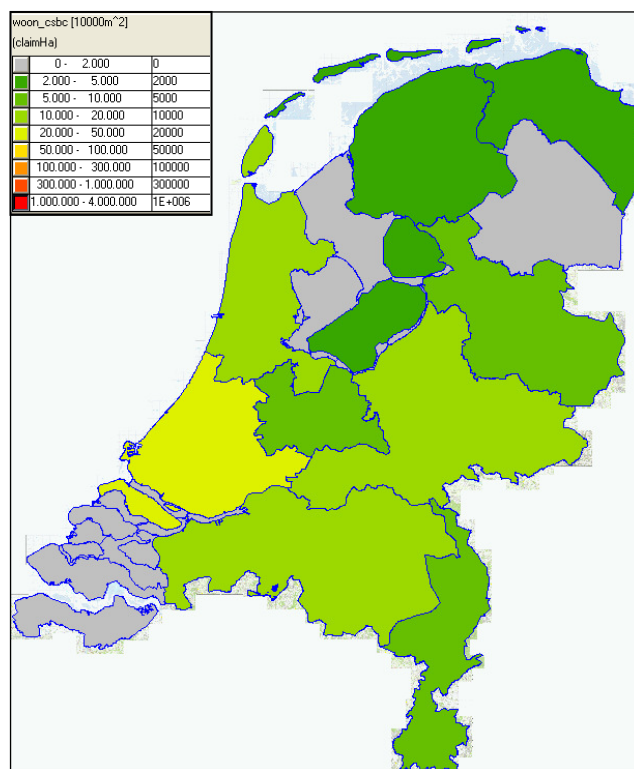 woon_csbc [10000m^2]
(claimHa)
0 - 2.000 0
2.000 - 5.000 2000
5.000 - 10.000 5000
10.000 - 20.000 10000
20.000 - 50.000 20000
50.000 - 100.000 50000
100.000 - 300.000 100000
300.000 - 1.000.000 300000
1.000.000 - 4.000.000 1E+006